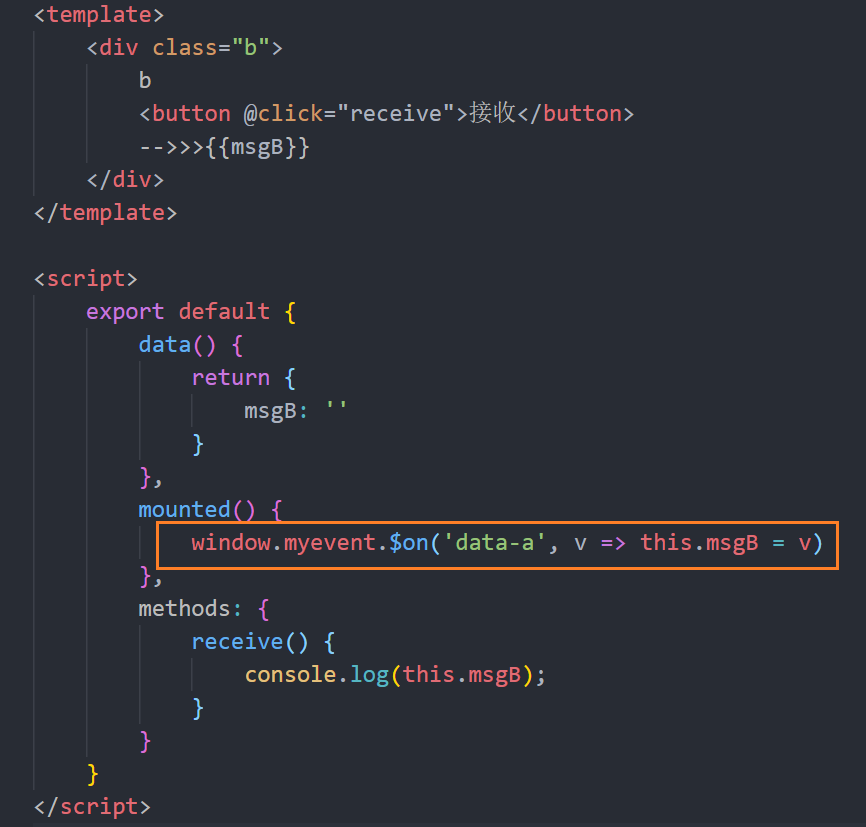 <template>
    <div class="b">
        b
        <button @click="receive">接收</button>
        -->>>{{msgB}}
    </div>
</template>

<script>
    export default {
        data() {
            return {
                msgB: ''
            }
        },
        mounted() {
            window.myevent.$on('data-a', v => this.msgB = v)
        },
        methods: {
            receive() {
                console.log(this.msgB);
            }
        }
    }
</script>